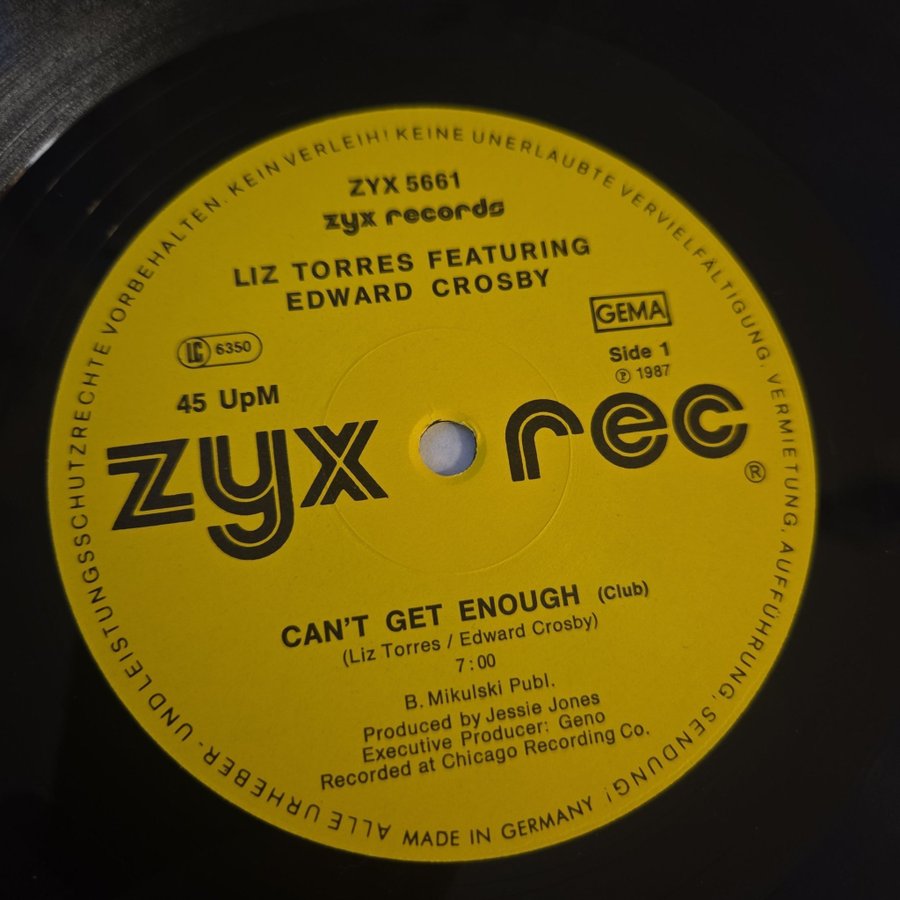 ALLE URHEBER- UND LEISTUNGSSCHUTZRECHTE VORBEHALTEN. KEIN VERLEIH! KEINE UNERLAUBTE VERVIELFÄLTIGUNG, VERMIETUNG, AUFFÜHRUNG, SENDUNG!
ZYX 5661
zyx records
LIZ TORRES FEATURING
EDWARD CROSBY
GEMA
LC 6350
Side 1
℗ 1987
45 UpM
zyx rec ®
CAN'T GET ENOUGH (Club)
(Liz Torres / Edward Crosby)
7:00
B. Mikulski Publ.
Produced by Jessie Jones
Executive Producer: Geno
Recorded at Chicago Recording Co.
MADE IN GERMANY